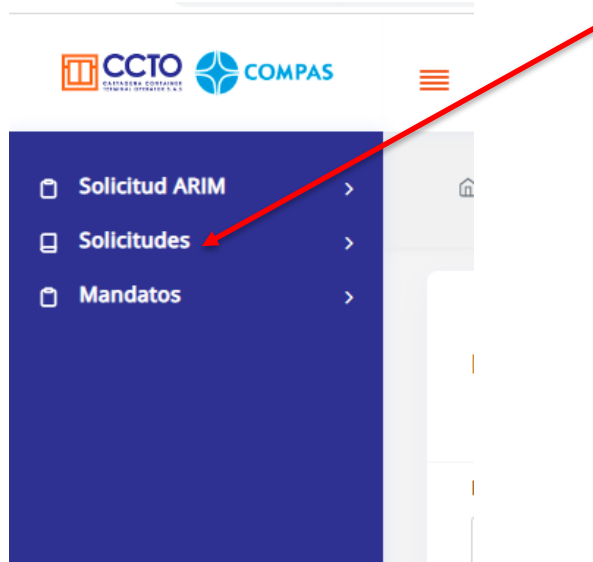 CCTO
CARTAGENA CONTAINER
TERMINAL OPERATOR S.A.S
COMPAS
Solicitud ARIM
Solicitudes
Mandatos